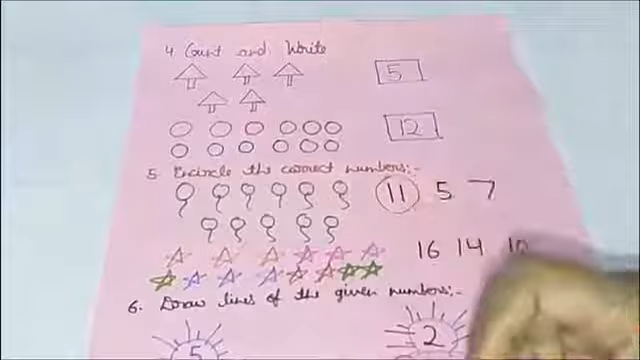 4 Count and Write
5
12
5. Encircle the correct numbers:-
11 5 7
16 14 10
6. Draw lines of the given numbers:-
5 2